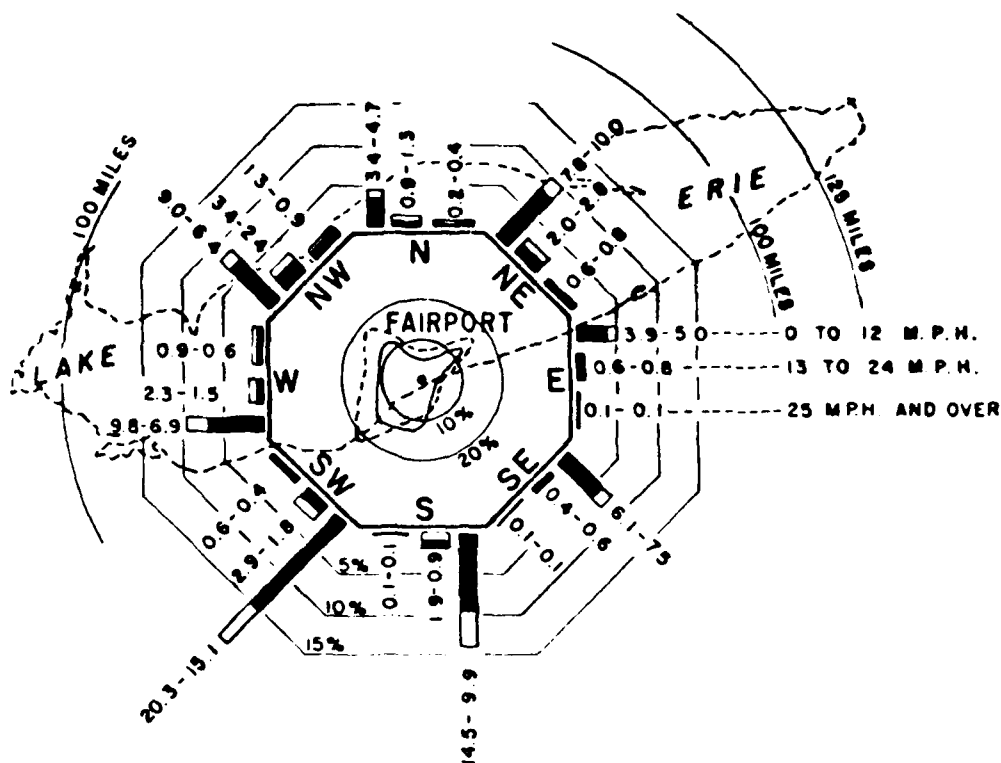 100 MILES
9.0-6.4
3.4-2.4
1.3-0.9
NW
3.4-4.7
0.9-1.3
0.2-0.4
N
7.8-10.0
2.0-2.8
0.6-0.8
NE
ERIE
128 MILES
100 MILES
FAIRPORT
LAKE
0.9-0.6
2.3-1.5
9.8-6.9
W
E
3.9-5.0 0 TO 12 M.P.H.
0.6-0.8 13 TO 24 M.P.H.
0.1-0.1 25 MPH AND OVER
10%
20%
SW
0.6-0.4
2.9-1.8
20.3-15.1
S
0.1-0.1
1.9-0.9
14.5-9.9
SE
0.1-0.1
0.4-0.6
6.1-7.5
5%
10%
15%